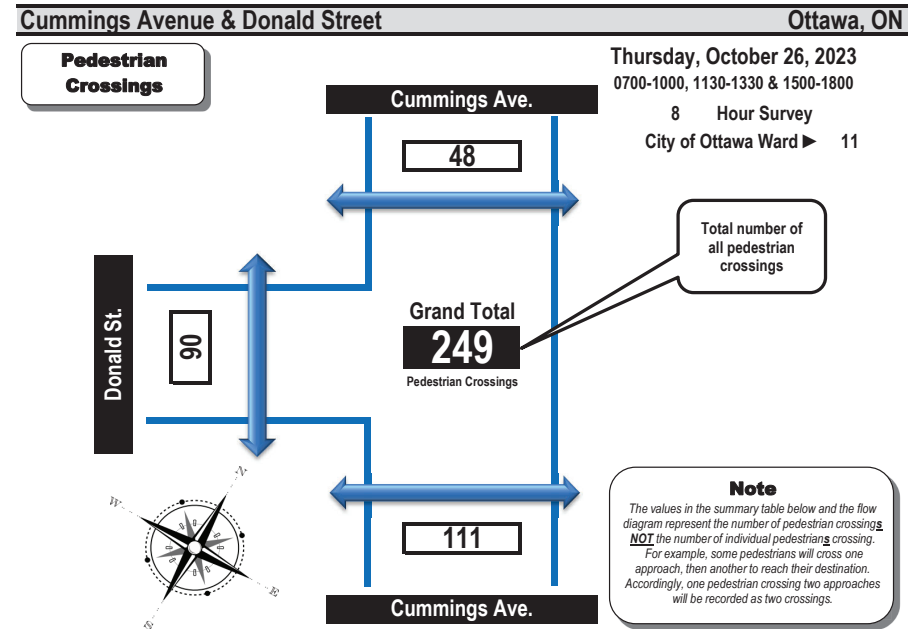 Cummings Avenue & Donald Street
Ottawa, ON
Pedestrian
Crossings
Thursday, October 26, 2023
0700-1000, 1130-1330 & 1500-1800
8 Hour Survey
City of Ottawa Ward ► 11
Cummings Ave.
48
Total number of
all pedestrian
crossings
Donald St.
90
Grand Total
249
Pedestrian Crossings
N
W
E
S
111
Cummings Ave.
Note
The values in the summary table below and the flow
diagram represent the number of pedestrian crossings
NOT the number of individual pedestrians crossing.
For example, some pedestrians will cross one
approach, then another to reach their destination.
Accordingly, one pedestrian crossing two approaches
will be recorded as two crossings.